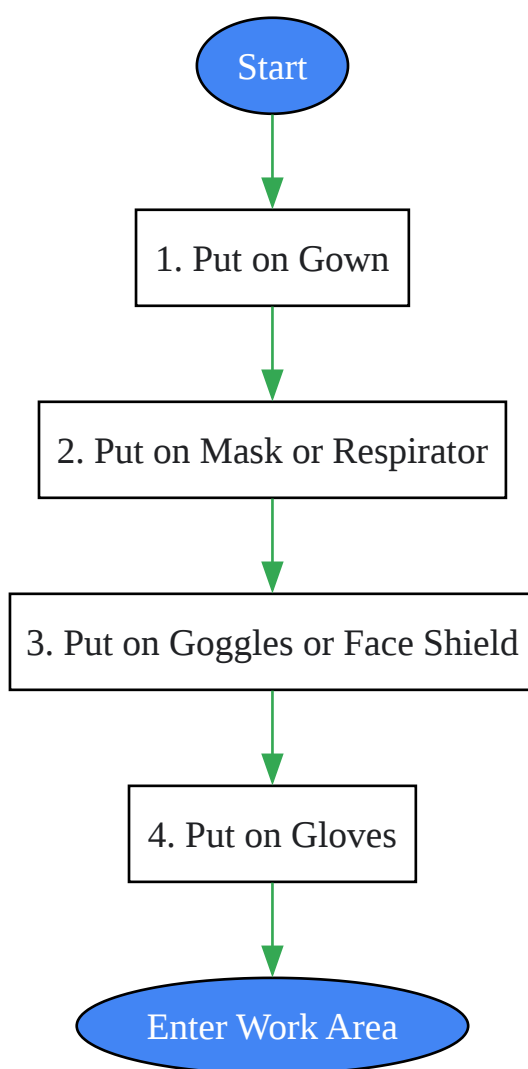 Start
1. Put on Gown
2. Put on Mask or Respirator
3. Put on Goggles or Face Shield
4. Put on Gloves
Enter Work Area